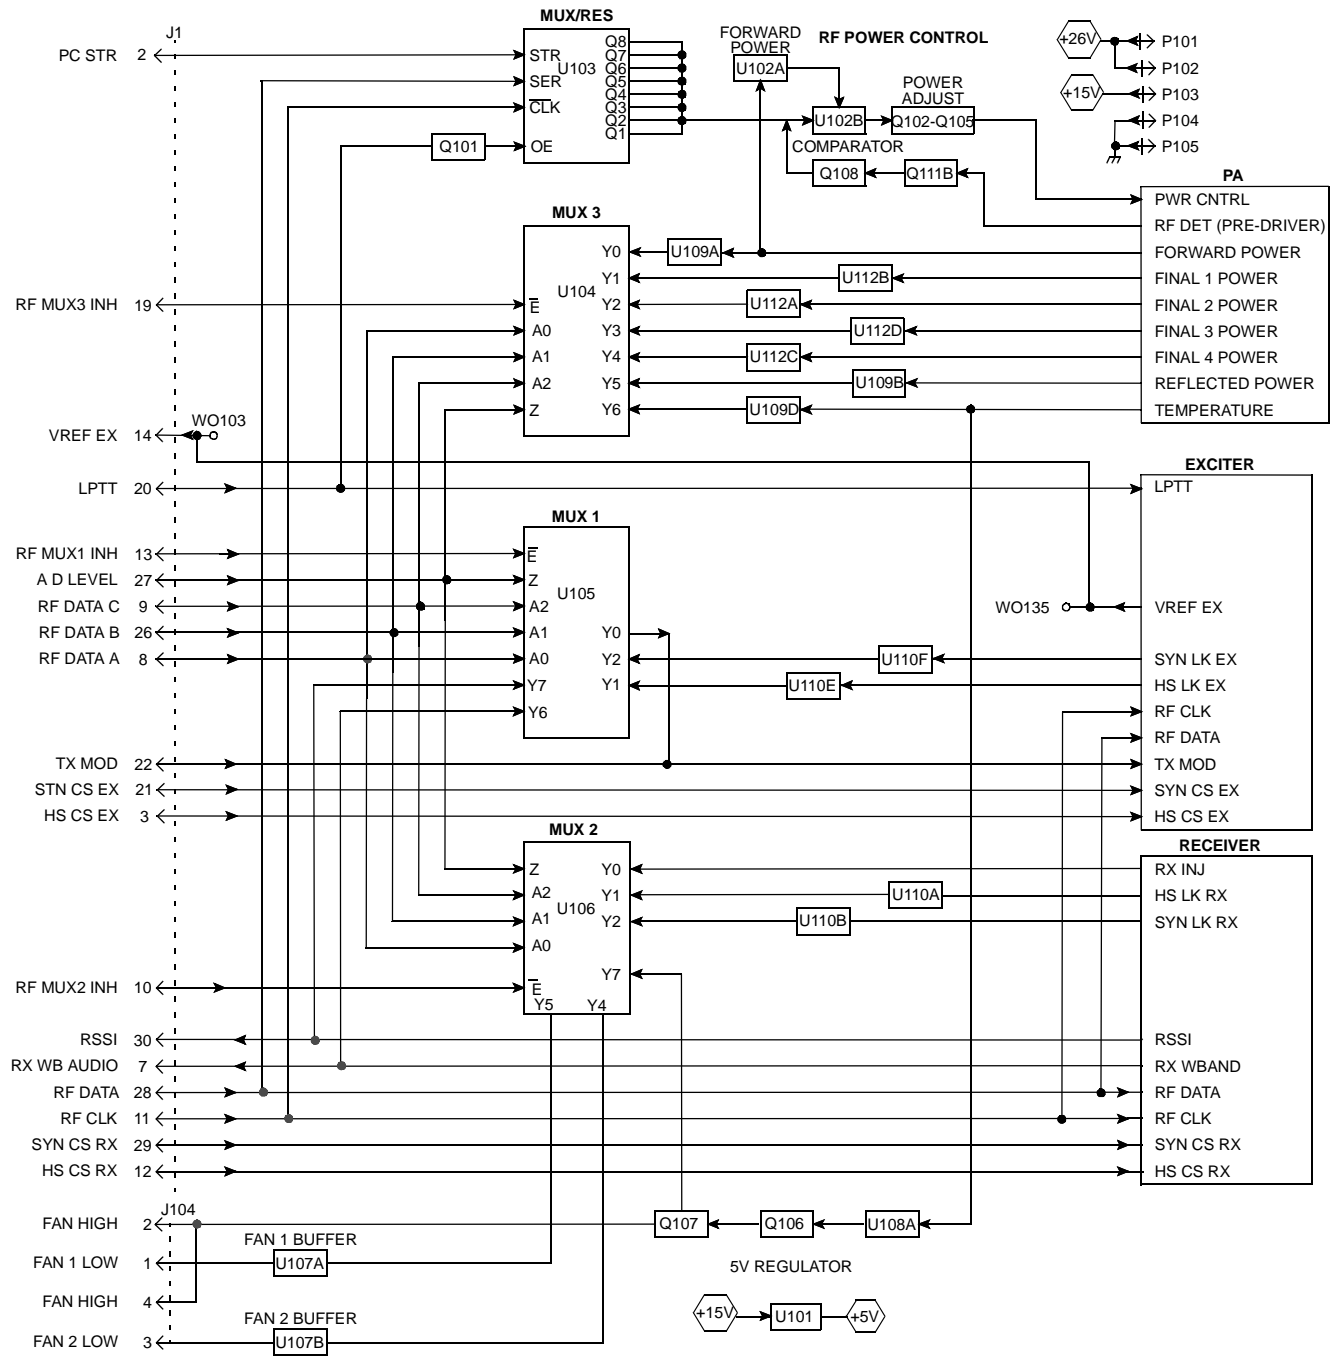 MUX/RES
J1
PC STR 2
STR
SER
CLK
OE
U103
Q8
Q7
Q6
Q5
Q4
Q3
Q2
Q1
Q101
FORWARD
POWER
U102A
RF POWER CONTROL
U102B
COMPARATOR
POWER
ADJUST
Q102-Q105
Q108
Q111B
+26V
P101
P102
+15V
P103
P104
P105
PA
PWR CNTRL
RF DET (PRE-DRIVER)
FORWARD POWER
FINAL 1 POWER
FINAL 2 POWER
FINAL 3 POWER
FINAL 4 POWER
REFLECTED POWER
TEMPERATURE
MUX 3
U104
E
A0
A1
A2
Z
Y0
Y1
Y2
Y3
Y4
Y5
Y6
U109A
U112B
U112A
U112D
U112C
U109B
U109D
RF MUX3 INH 19
WO103
VREF EX 14
LPTT 20
EXCITER
LPTT
VREF EX
SYN LK EX
HS LK EX
RF CLK
RF DATA
TX MOD
SYN CS EX
HS CS EX
WO135
MUX 1
U105
E
Z
A2
A1
A0
Y7
Y6
Y0
Y2
Y1
U110F
U110E
RF MUX1 INH 13
A D LEVEL 27
RF DATA C 9
RF DATA B 26
RF DATA A 8
TX MOD 22
STN CS EX 21
HS CS EX 3
MUX 2
U106
Z
A2
A1
A0
E
Y5
Y4
Y0
Y1
Y2
Y7
U110A
U110B
RECEIVER
RX INJ
HS LK RX
SYN LK RX
RSSI
RX WBAND
RF DATA
RF CLK
SYN CS RX
HS CS RX
RF MUX2 INH 10
RSSI 30
RX WB AUDIO 7
RF DATA 28
RF CLK 11
SYN CS RX 29
HS CS RX 12
J104
FAN HIGH 2
FAN 1 LOW 1
FAN HIGH 4
FAN 2 LOW 3
FAN 1 BUFFER
U107A
FAN 2 BUFFER
U107B
Q107
Q106
U108A
5V REGULATOR
+15V
U101
+5V